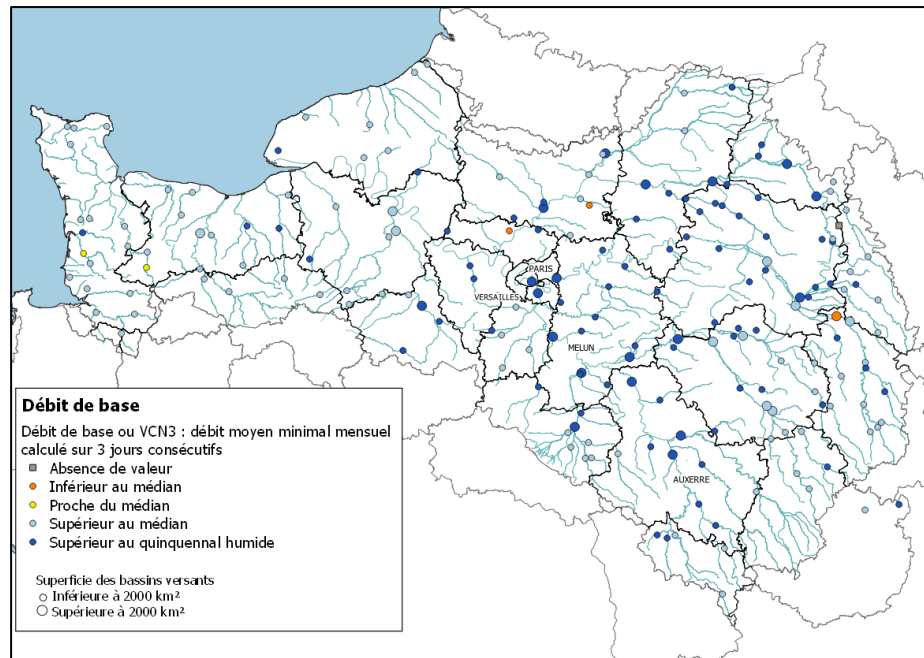 PARIS
VERSAILLES
MELUN
AUXERRE
Débit de base
Débit de base ou VCN3 : débit moyen minimal mensuel
calculé sur 3 jours consécutifs
Absence de valeur
Inférieur au médian
Proche du médian
Supérieur au médian
Supérieur au quinquennal humide
Superficie des bassins versants
Inférieure à 2000 km²
Supérieure à 2000 km²